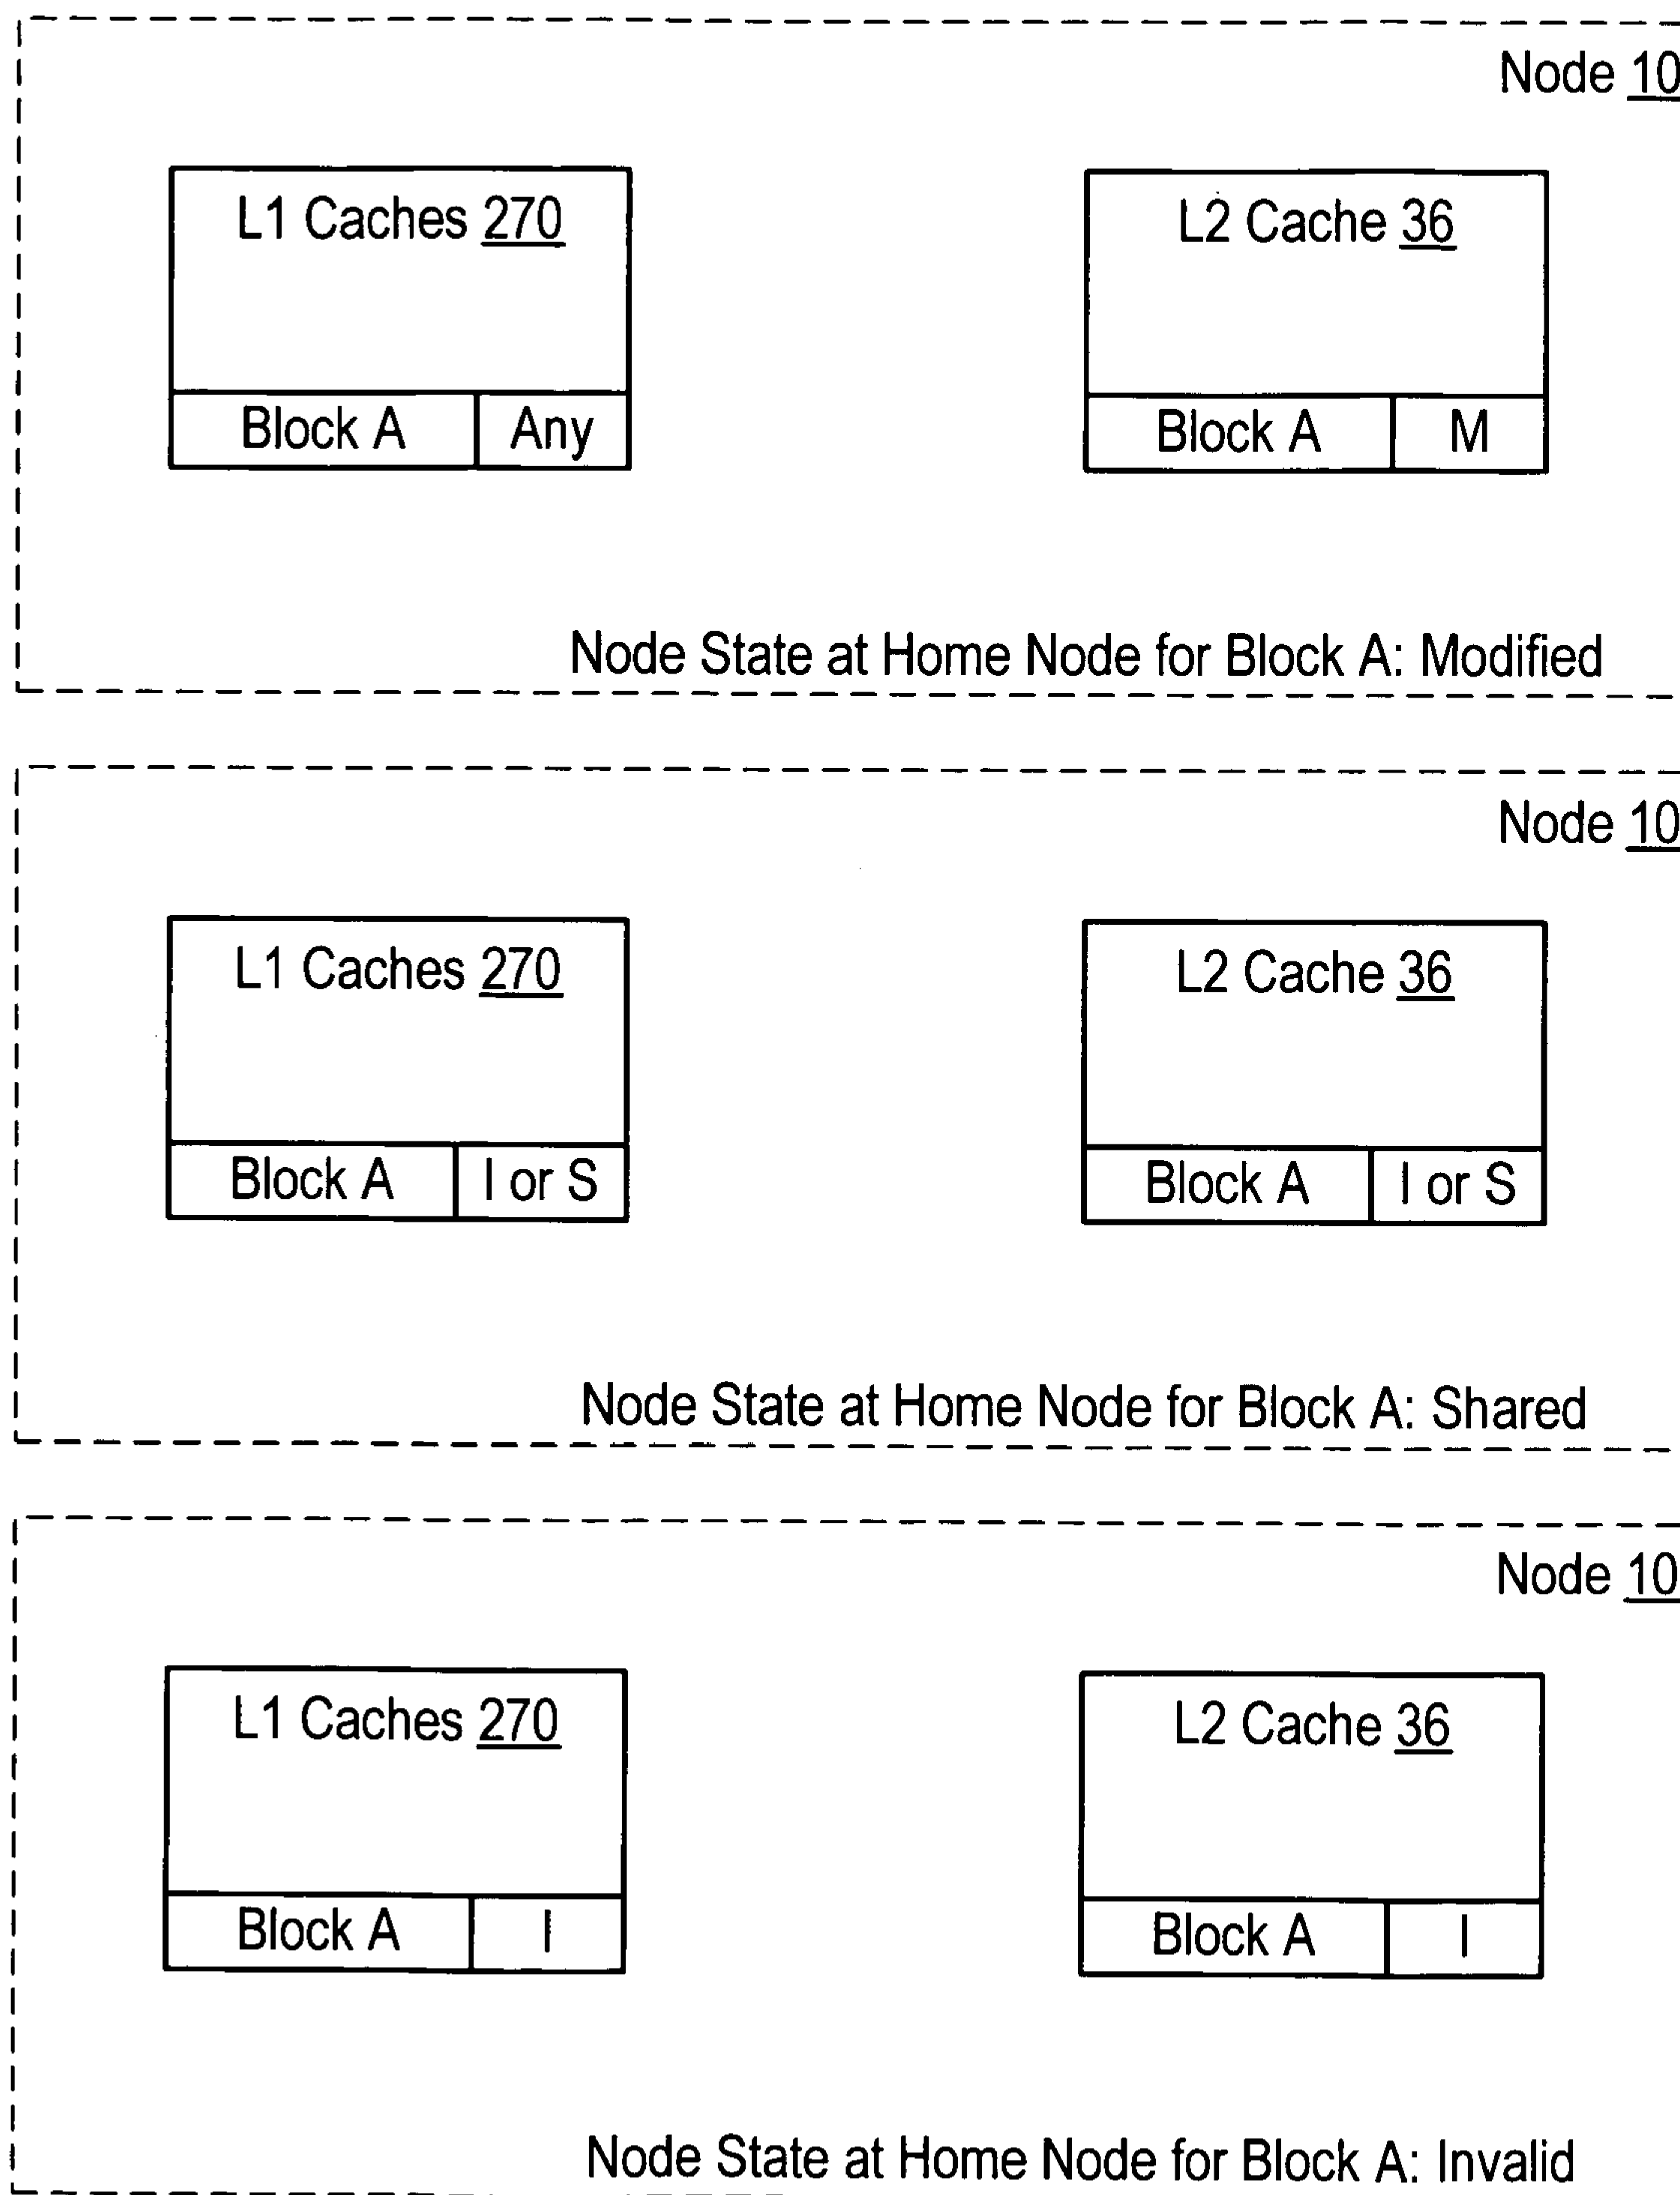 Node 10
L1 Caches 270
L2 Cache 36
Block A
Any
Block A
M
Node State at Home Node for Block A: Modified
Node 10
L1 Caches 270
L2 Cache 36
Block A
I or S
Block A
I or S
Node State at Home Node for Block A: Shared
Node 10
L1 Caches 270
L2 Cache 36
Block A
I
Block A
I
Node State at Home Node for Block A: Invalid